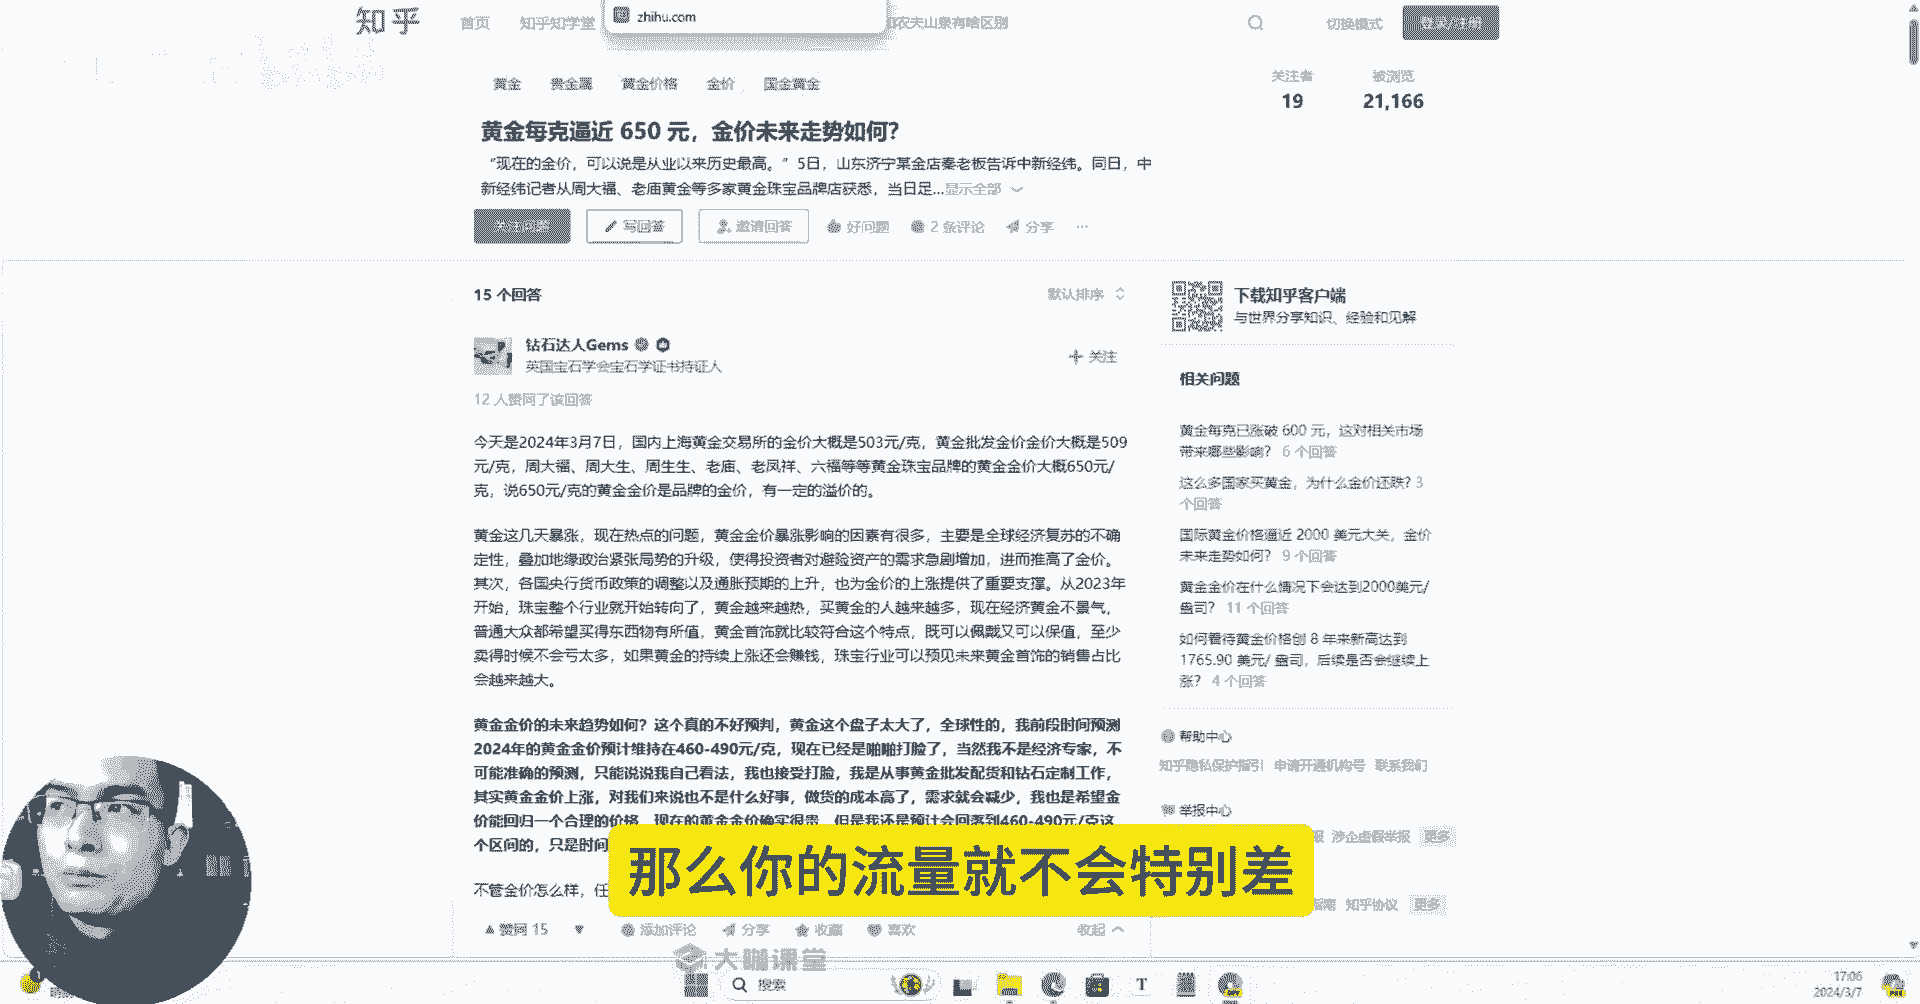 知乎
首页
知乎知学堂
zhihu.com
农夫山泉有啥区别
切换模式
登录/注册
黄金 贵金属 黄金价格 金价 国金黄金
关注者
19
被浏览
21,166
黄金每克逼近 650 元，金价未来走势如何？
“现在的金价，可以说是从业以来历史最高。”5日，山东济宁某金店秦老板告诉中新经纬。同日，中
新经纬记者从周大福、老庙黄金等多家黄金珠宝品牌店获悉，当日足...显示全部
关注问题 写回答 邀请回答 好问题 2 条评论 分享 ...
15 个回答
默认排序
钻石达人Gems
英国宝石学会宝石学证书持证人
+ 关注
12 人赞同了该回答
今天是2024年3月7日，国内上海黄金交易所的金价大概是503元/克，黄金批发金价金价大概是509
元/克，周大福、周大生、周生生、老庙、老凤祥、六福等等黄金珠宝品牌的黄金金价大概650元/
克，说650元/克的黄金金价是品牌的金价，有一定的溢价的。
黄金这几天暴涨，现在热点的问题，黄金金价暴涨影响的因素有很多，主要是全球经济复苏的不确
定性，叠加地缘政治紧张局势的升级，使得投资者对避险资产的需求急剧增加，进而推高了金价。
其次，各国央行货币政策的调整以及通胀预期的上升，也为金价的上涨提供了重要支撑。从2023年
开始，珠宝整个行业就开始转向了，黄金越来越热，买黄金的人越来越多，现在经济黄金不景气，
普通大众都希望买得东西物有所值，黄金首饰就比较符合这个特点，既可以佩戴又可以保值，至少
卖得时候不会亏太多，如果黄金的持续上涨还会赚钱，珠宝行业可以预见未来黄金首饰的销售占比
会越来越大。
黄金金价的未来趋势如何？这个真的不好预判，黄金这个盘子太大了，全球性的，我前段时间预测
2024年的黄金金价预计维持在460-490元/克，现在已经是啪啪打脸了，当然我不是经济专家，不
可能准确的预测，只能说说我自己看法，我也接受打脸，我是从事黄金批发配货和钻石定制工作，
其实黄金金价上涨，对我们来说也不是什么好事，做货的成本高了，需求就会减少，我也是希望金
价能回归一个合理的价格，现在的黄金金价确实很贵，但是我还是预计会回落到460-490元/克这
个区间的，只是时间
不管金价怎么样，任
赞同 15 添加评论 分享 收藏 喜欢 收起
下载知乎客户端
与世界分享知识、经验和见解
相关问题
黄金每克已涨破 600 元，这对相关市场
带来哪些影响？ 6 个回答
这么多国家买黄金，为什么金价还跌？3
个回答
国际黄金价格逼近 2000 美元大关，金价
未来走势如何？ 9 个回答
黄金金价在什么情况下会达到2000美元/
盎司？ 11 个回答
如何看待黄金价格创 8 年来新高达到
1765.90 美元/ 盎司，后续是否会继续上
涨？ 4 个回答
帮助中心
知乎隐私保护指引 申请开通机构号 联系我们
举报中心
涉企虚假举报 更多
知乎协议 更多
那么你的流量就不会特别差
大咖课堂
搜索
17:06
2024/3/7